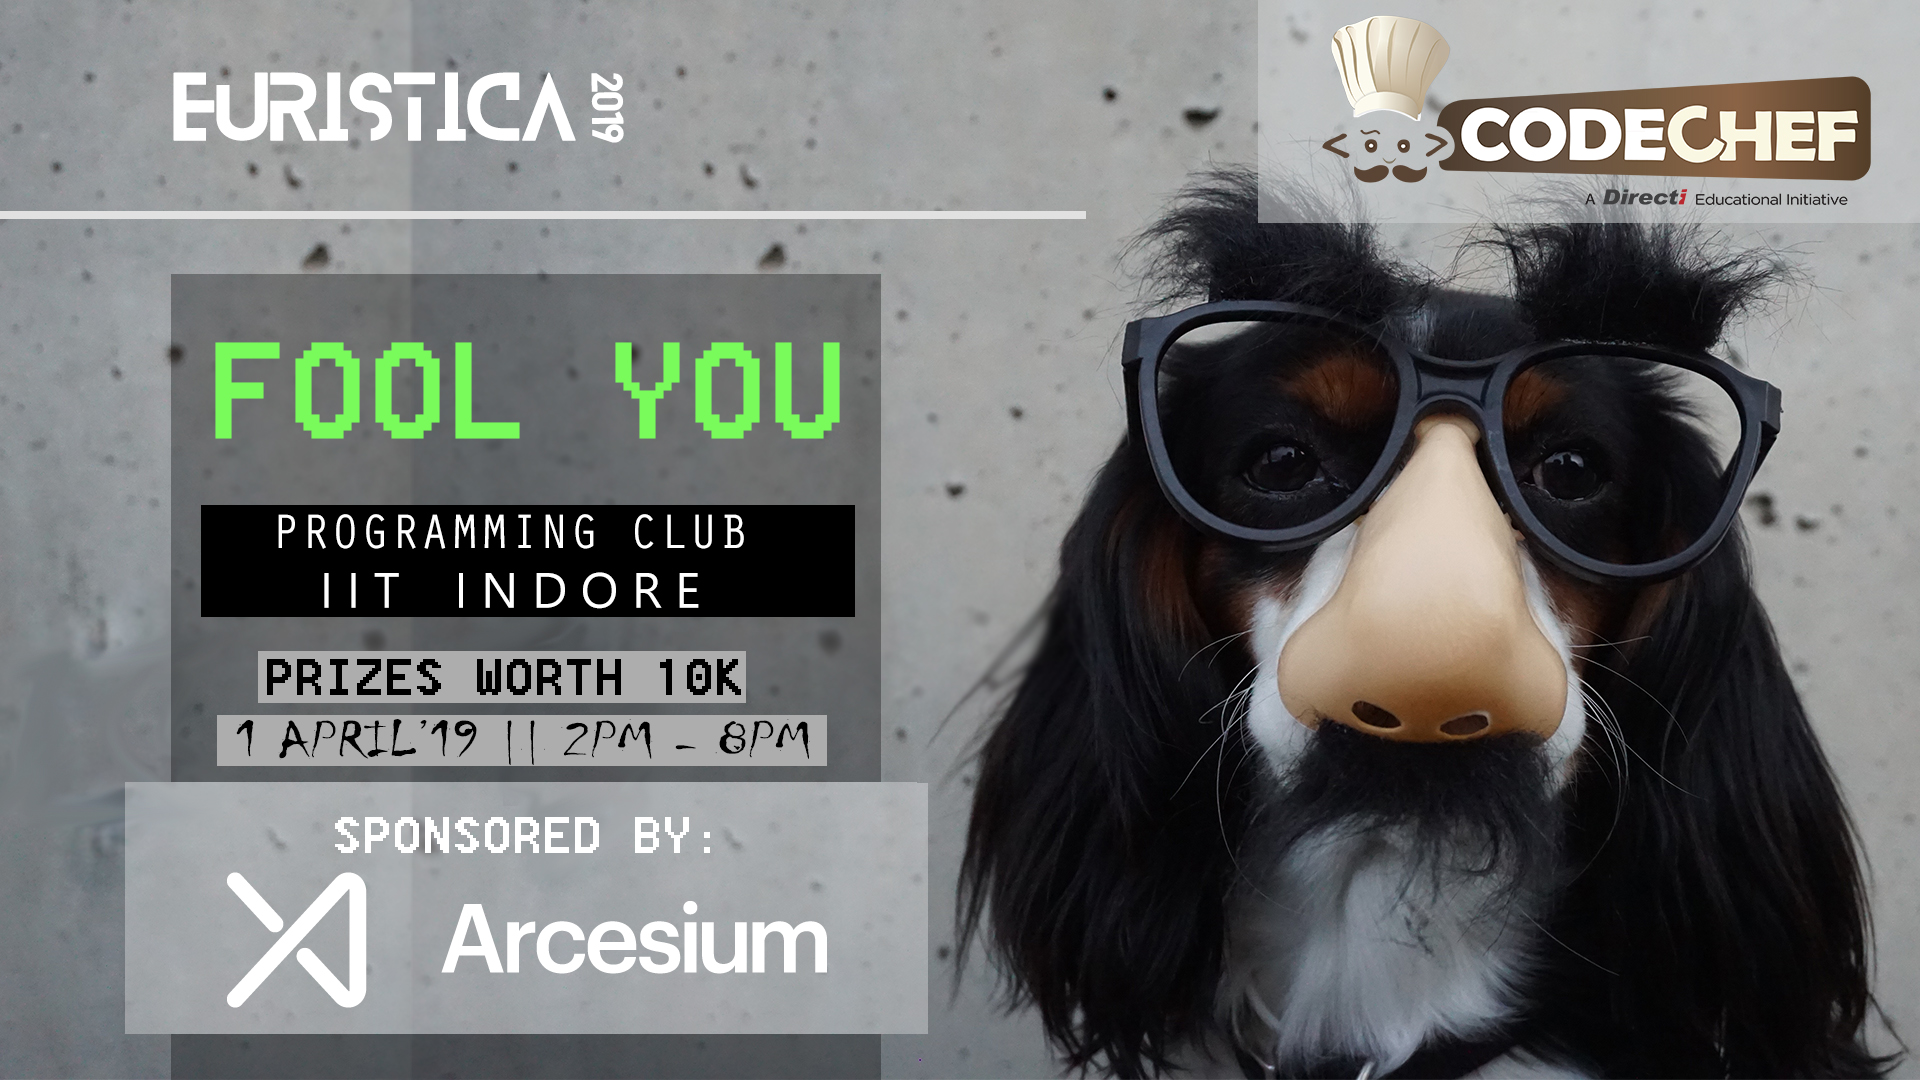 EURISTICA 2019
CODECHEF
A Directi Educational Initiative
FOOL YOU
PROGRAMMING CLUB
IIT INDORE
PRIZES WORTH 10K
1 APRIL'19 || 2PM - 8PM
SPONSORED BY:
Arcesium